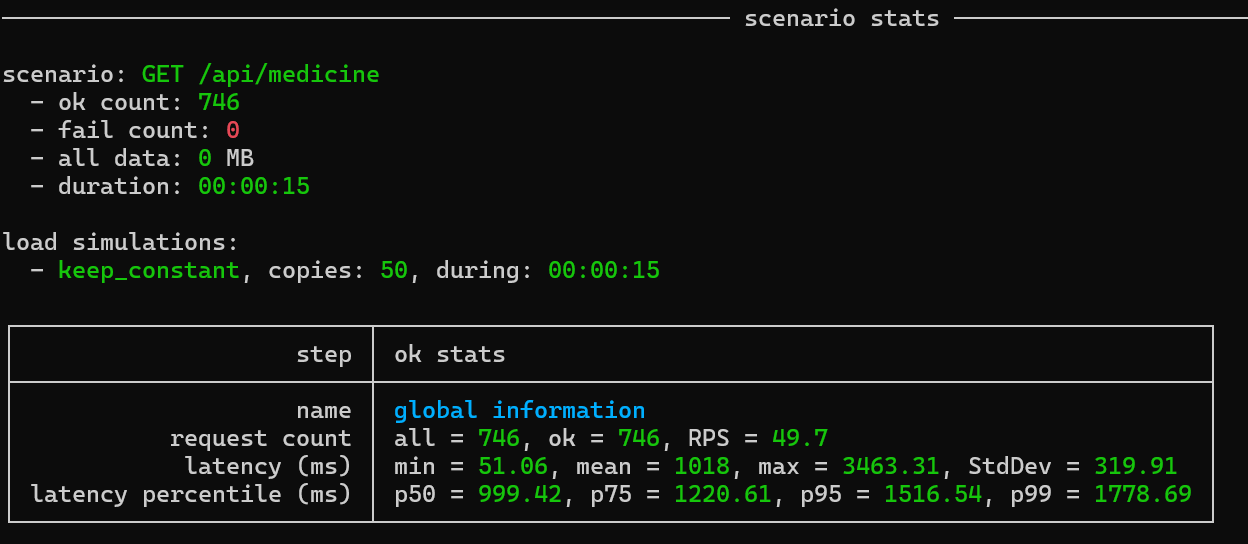 scenario stats
scenario: GET /api/medicine
- ok count: 746
- fail count: 0
- all data: 0 MB
- duration: 00:00:15
load simulations:
- keep_constant, copies: 50, during: 00:00:15
step ok stats
name global information
request count all = 746, ok = 746, RPS = 49.7
latency (ms) min = 51.06, mean = 1018, max = 3463.31, StdDev = 319.91
latency percentile (ms) p50 = 999.42, p75 = 1220.61, p95 = 1516.54, p99 = 1778.69